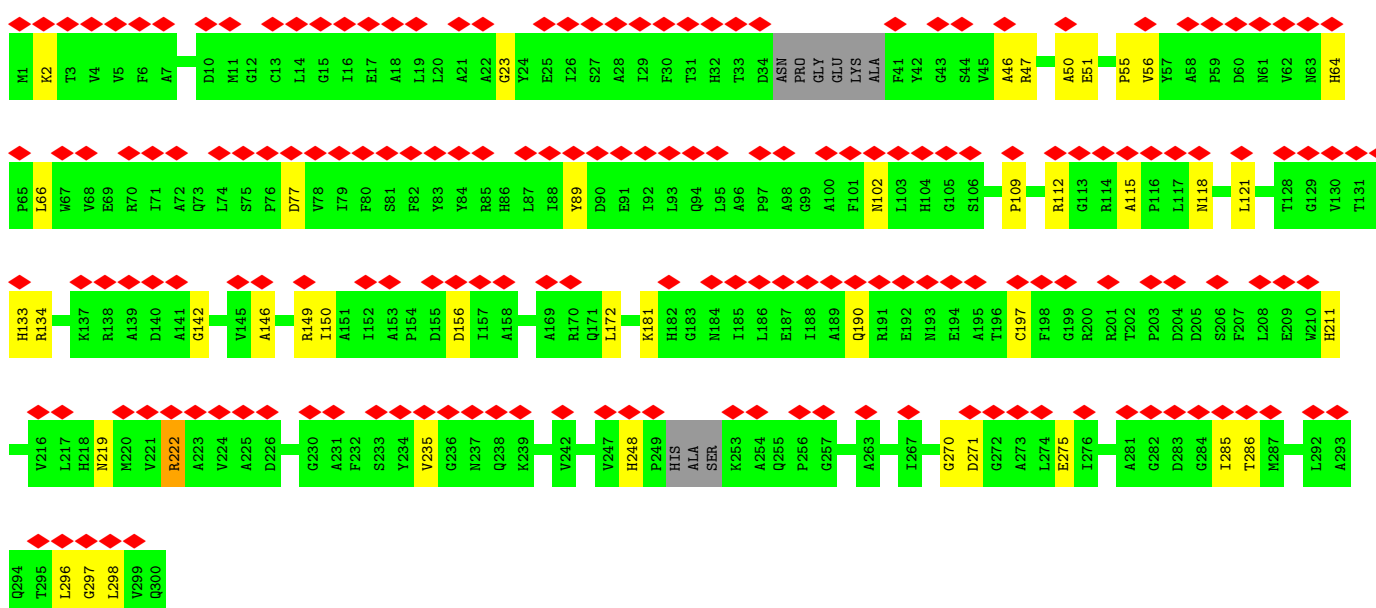 M1 K2 T3 V4 V5 F6 A7 D10 M11 G12 C13 L14 G15 I16 E17 A18 L19 L20 A21 A22 G23 Y24 E25 I26 S27 A28 I29 F30 T31 H32 T33 D34 ASN PRO GLY GLU LYS ALA F41 Y42 G43 S44 V45 A46 R47 A50 E51 P55 V56 Y57 A58 P59 D60 N61 V62 N63 H64
P65 L66 W67 V68 E69 R70 I71 A72 Q73 L74 S75 P76 D77 V78 I79 F80 S81 F82 Y83 Y84 R85 H86 L87 I88 Y89 D90 E91 I92 L93 Q94 L95 A96 P97 A98 G99 A100 F101 N102 L103 H104 G105 S106 P109 R112 G113 R114 A115 P116 L117 N118 L121 T128 G129 V130 T131
H133 R134 K137 R138 A139 D140 A141 G142 V145 A146 R149 I150 A151 I152 A153 P154 D155 D156 I157 A158 A169 R170 Q171 L172 K181 H182 G183 N184 I185 L186 E187 I188 A189 Q190 R191 E192 N193 E194 A195 T196 C197 F198 G199 R200 R201 T202 P203 D204 D205 S206 F207 L208 E209 W210 H211
V216 L217 H218 N219 M220 V221 R222 A223 V224 A225 D226 G230 A231 F232 S233 Y234 V235 G236 N237 Q238 K239 V242 V247 H248 P249 HIS ALA SER K253 A254 Q255 P256 G257 A263 I267 G270 D271 G272 A273 L274 E275 I276 A281 G282 D283 G284 I285 T286 M287 L292 A293
Q294 T295 L296 G297 L298 V299 Q300